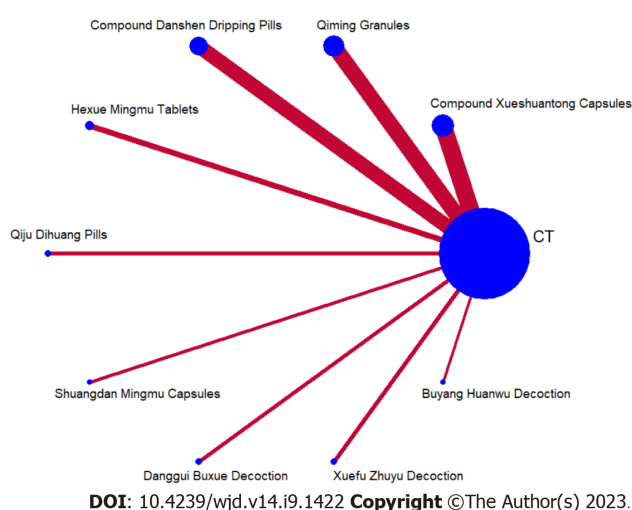 Compound Danshen Dripping Pills
Qiming Granules
Compound Xueshuantong Capsules
Hexue Mingmu Tablets
Qiju Dihuang Pills
CT
Shuangdan Mingmu Capsules
Buyang Huanwu Decoction
Danggui Buxue Decoction
Xuefu Zhuyu Decoction
DOI: 10.4239/wjd.v14.i9.1422 Copyright ©The Author(s) 2023.